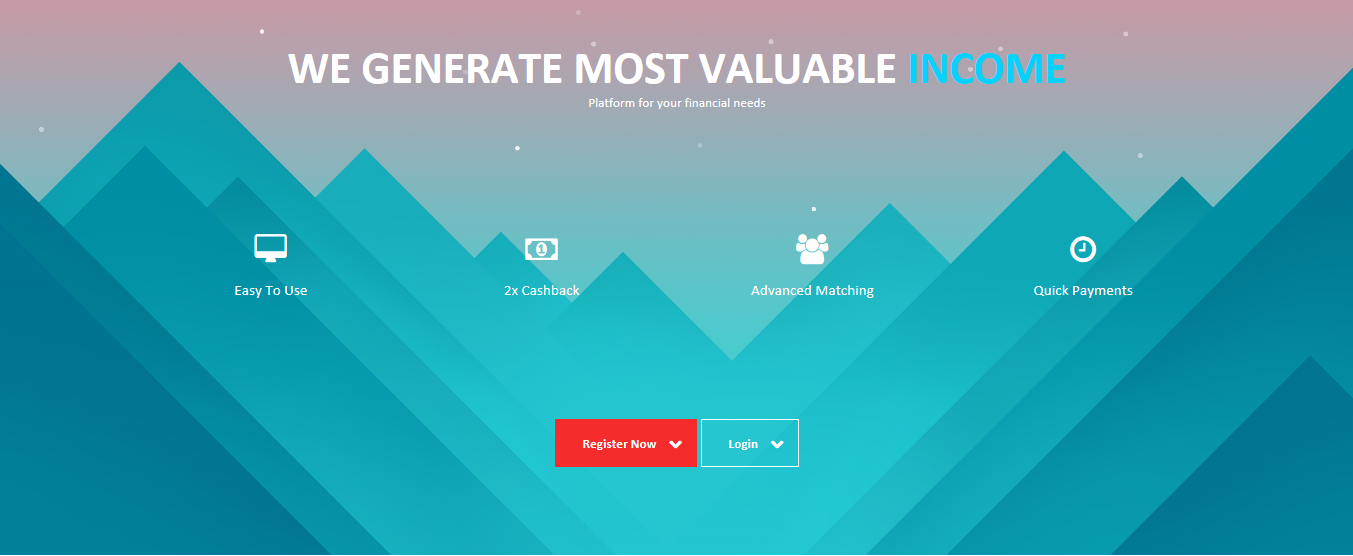 WE GENERATE MOST VALUABLE INCOME
Platform for your financial needs
Easy To Use
2x Cashback
Advanced Matching
Quick Payments
Register Now
Login